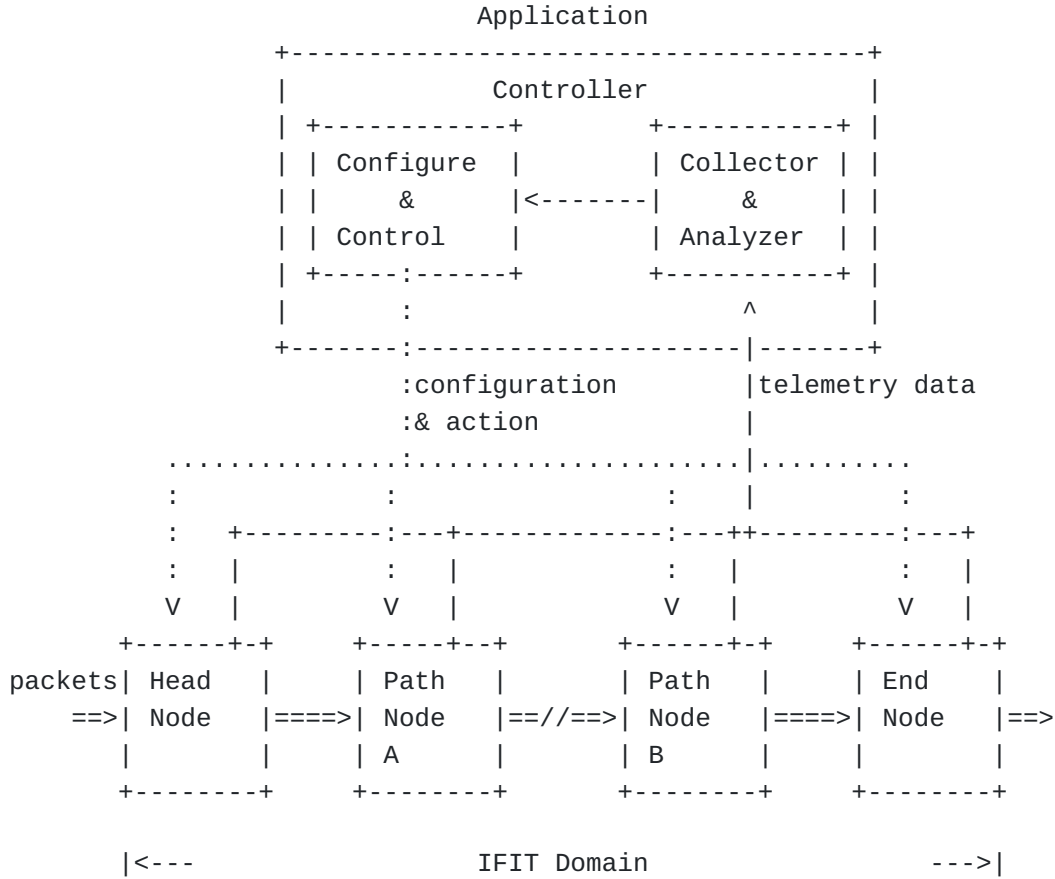 Application
Controller
Configure Collector
& &
Control Analyzer
:configuration telemetry data
:& action
V V V V
packets Head Path Path End
==> Node ====> Node ==//==> Node ====> Node ==>
A B
<--- IFIT Domain --->